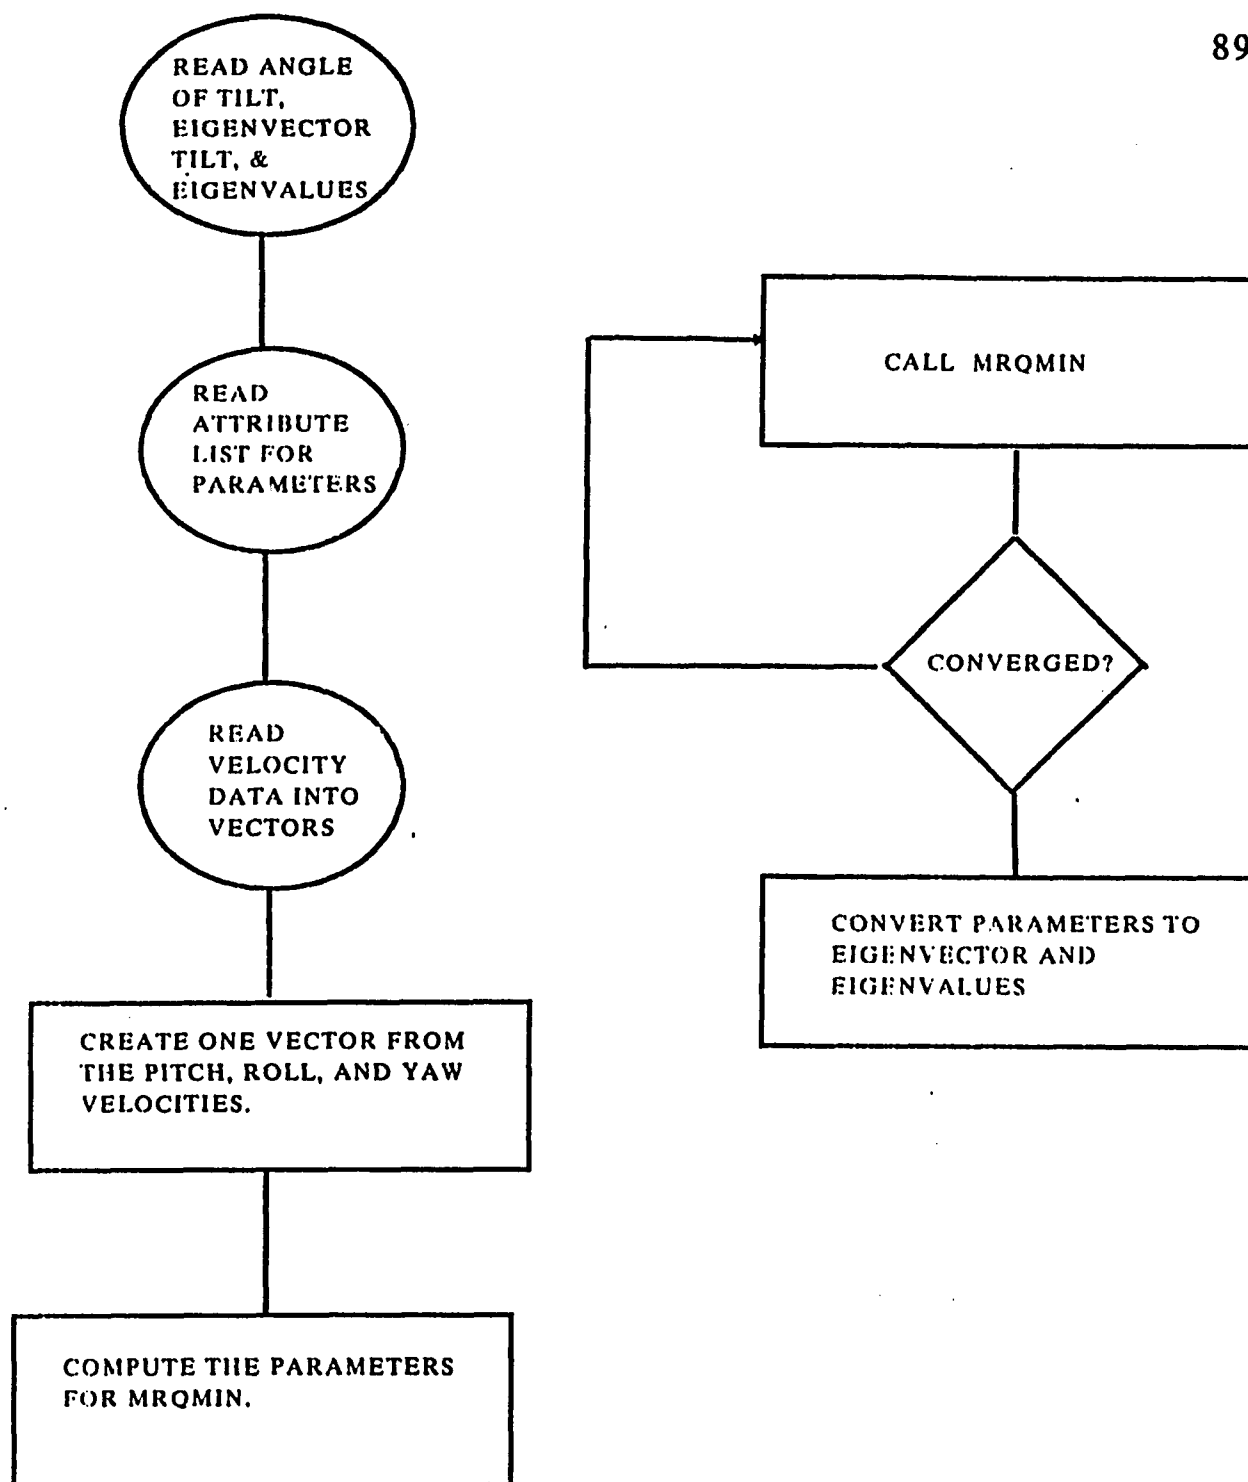 89
READ ANGLE
OF TILT,
EIGENVECTOR
TILT, &
EIGENVALUES
READ
ATTRIBUTE
LIST FOR
PARAMETERS
READ
VELOCITY
DATA INTO
VECTORS
CREATE ONE VECTOR FROM
THE PITCH, ROLL, AND YAW
VELOCITIES.
COMPUTE THE PARAMETERS
FOR MRQMIN.
CALL MRQMIN
CONVERGED?
CONVERT PARAMETERS TO
EIGENVECTOR AND
EIGENVALUES